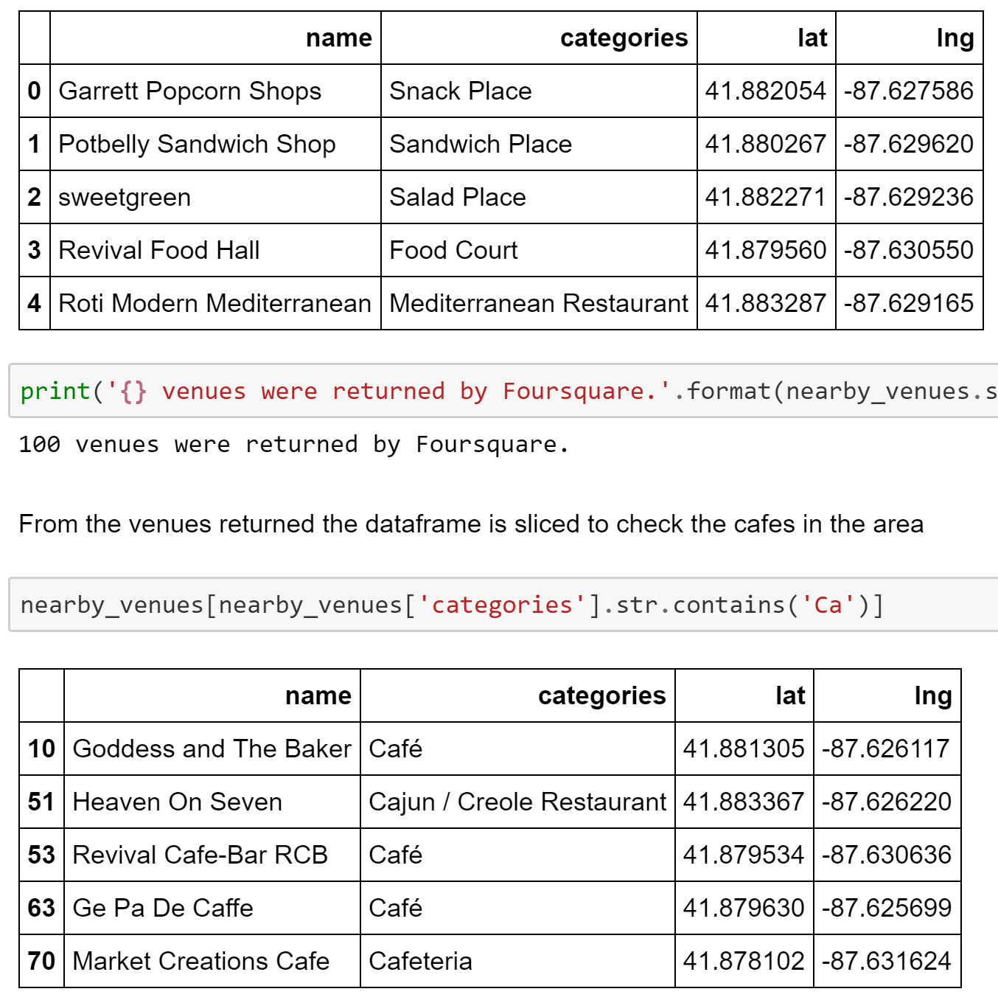 name categories lat lng
0 Garrett Popcorn Shops Snack Place 41.882054 -87.627586
1 Potbelly Sandwich Shop Sandwich Place 41.880267 -87.629620
2 sweetgreen Salad Place 41.882271 -87.629236
3 Revival Food Hall Food Court 41.879560 -87.630550
4 Roti Modern Mediterranean Mediterranean Restaurant 41.883287 -87.629165
print('{} venues were returned by Foursquare.'.format(nearby_venues.s
100 venues were returned by Foursquare.
From the venues returned the dataframe is sliced to check the cafes in the area
nearby_venues[nearby_venues['categories'].str.contains('Ca')]
name categories lat lng
10 Goddess and The Baker Café 41.881305 -87.626117
51 Heaven On Seven Cajun / Creole Restaurant 41.883367 -87.626220
53 Revival Cafe-Bar RCB Café 41.879534 -87.630636
63 Ge Pa De Caffe Café 41.879630 -87.625699
70 Market Creations Cafe Cafeteria 41.878102 -87.631624